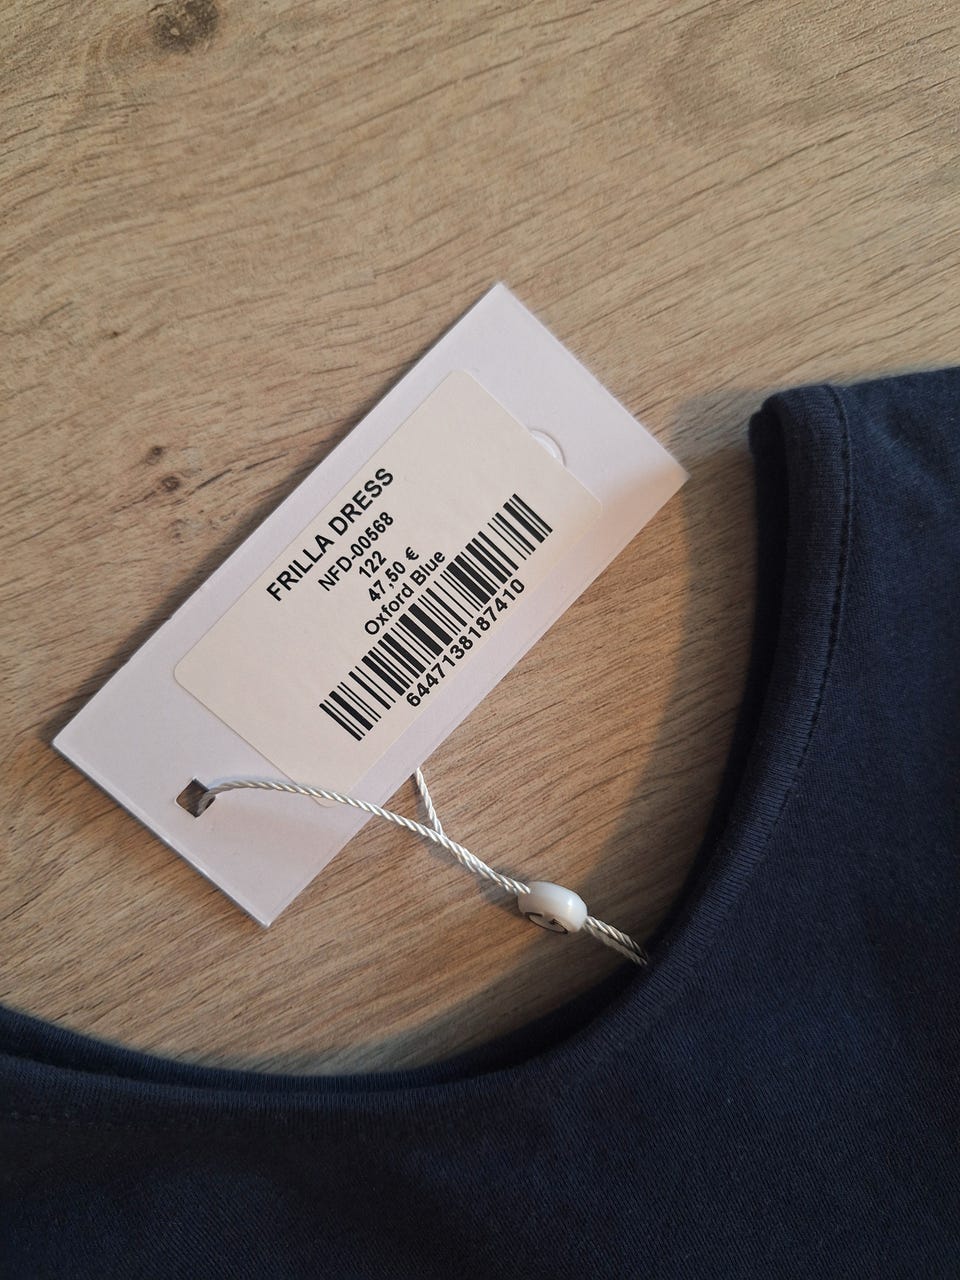 FRILLA DRESS
NFD-00568
122
47,50 €
Oxford Blue
6447138187410